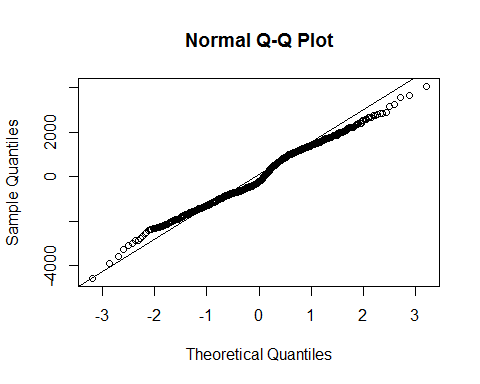 Normal Q-Q Plot
Sample Quantiles
2000
0
-4000
-3 -2 -1 0 1 2 3
Theoretical Quantiles